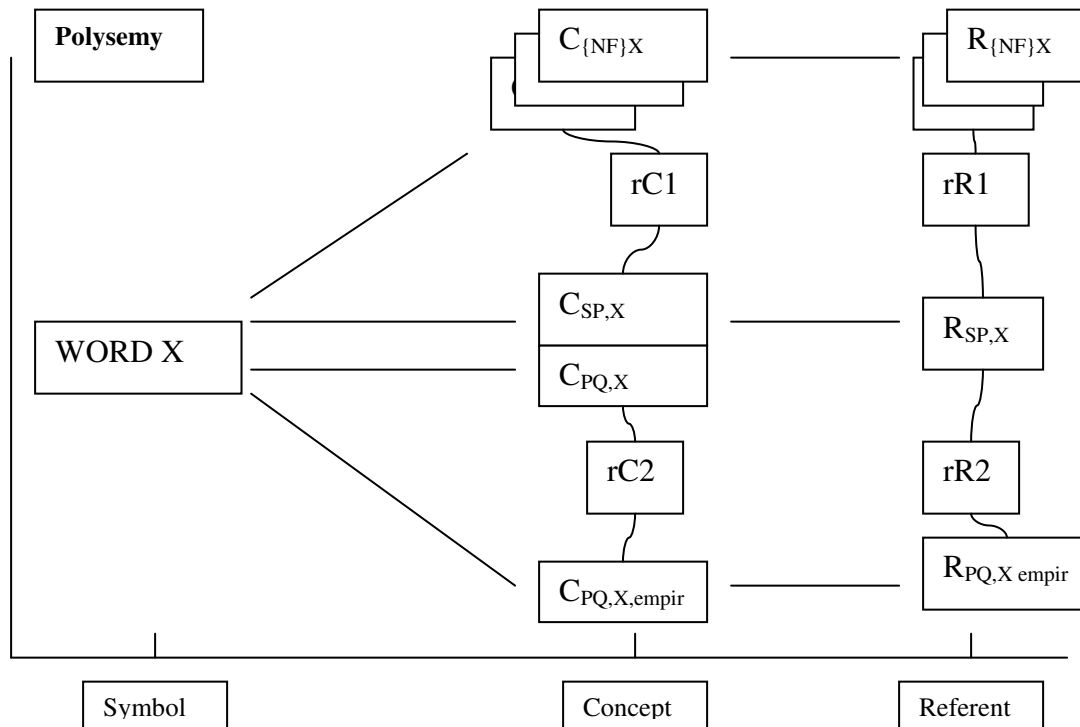 Polysemy
C{NF}X
R{NF}X
rC1
rR1
CSP,X
RSP,X
WORD X
CPQ,X
rC2
rR2
CPQ,X,empir
RPQ,X empir
Symbol
Concept
Referent